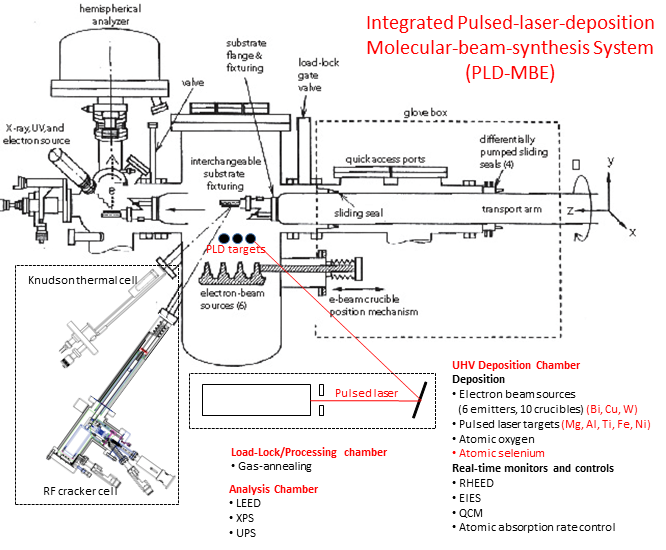 Integrated Pulsed-laser-deposition
Molecular-beam-synthesis System
(PLD-MBE)
hemispherical
analyzer
substrate
flange &
fixturing
load-lock
gate
valve
valve
glove box
X-ray, UV, and
electron source
interchangeable
substrate
fixturing
quick access ports
differentially
pumped sliding
seals (4)
e
sliding seal
transport arm
Y
Z
X
PLD targets
Knudson thermal cell
electron-beam
sources (6)
e-beam crucible
position mechanism
Pulsed laser
RF cracker cell
Load-Lock/Processing chamber
• Gas-annealing
Analysis Chamber
• LEED
• XPS
• UPS
UHV Deposition Chamber
Deposition
• Electron beam sources
(6 emitters, 10 crucibles) (Bi, Cu, W)
• Pulsed laser targets (Mg, Al, Ti, Fe, Ni)
• Atomic oxygen
• Atomic selenium
Real-time monitors and controls
• RHEED
• EIES
• QCM
• Atomic absorption rate control